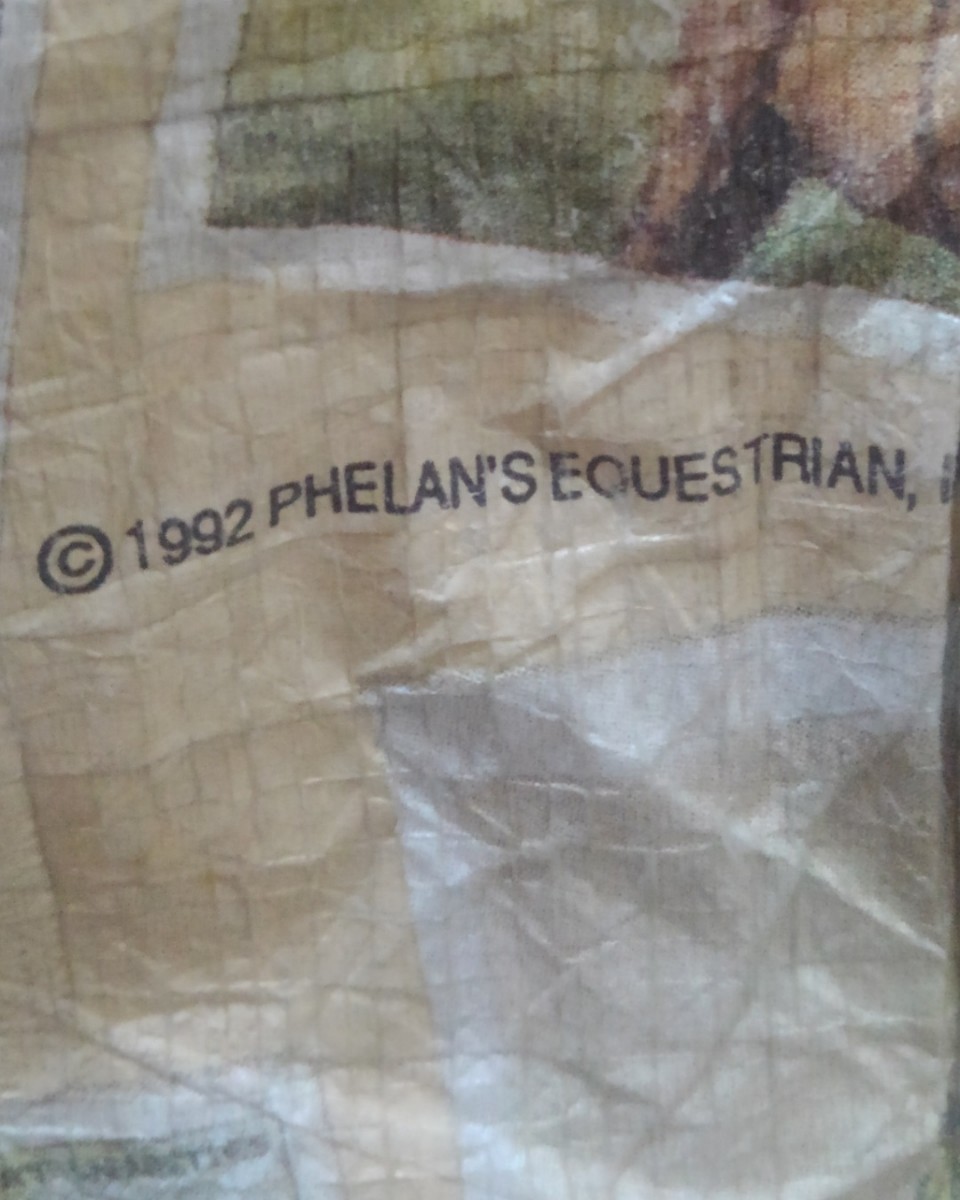 © 1992 PHELAN'S EQUESTRIAN,